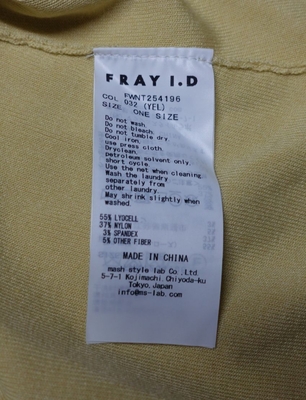 FRAY I.D
FWNT254196
COL 032 (YEL)
SIZE. ONE SIZE
Do not wash.
Do not bleach.
Do not tumble dry.
Cool iron.
use press cloth.
Dryclean.
petroleum solvent only
short cycle.
Use the net when cleaning.
Wash the laundry
separately from
other laundry.
May shrink slightly when
washed
55% LYOCELL
37% NYLON
3% SPANDEX
5% OTHER FIBER
MADE IN CHINA
mash style lab Co.,Ltd
5-7-1 Kojimachi,Chiyoda-ku
Tokyo,Japan
info@ms-lab.com